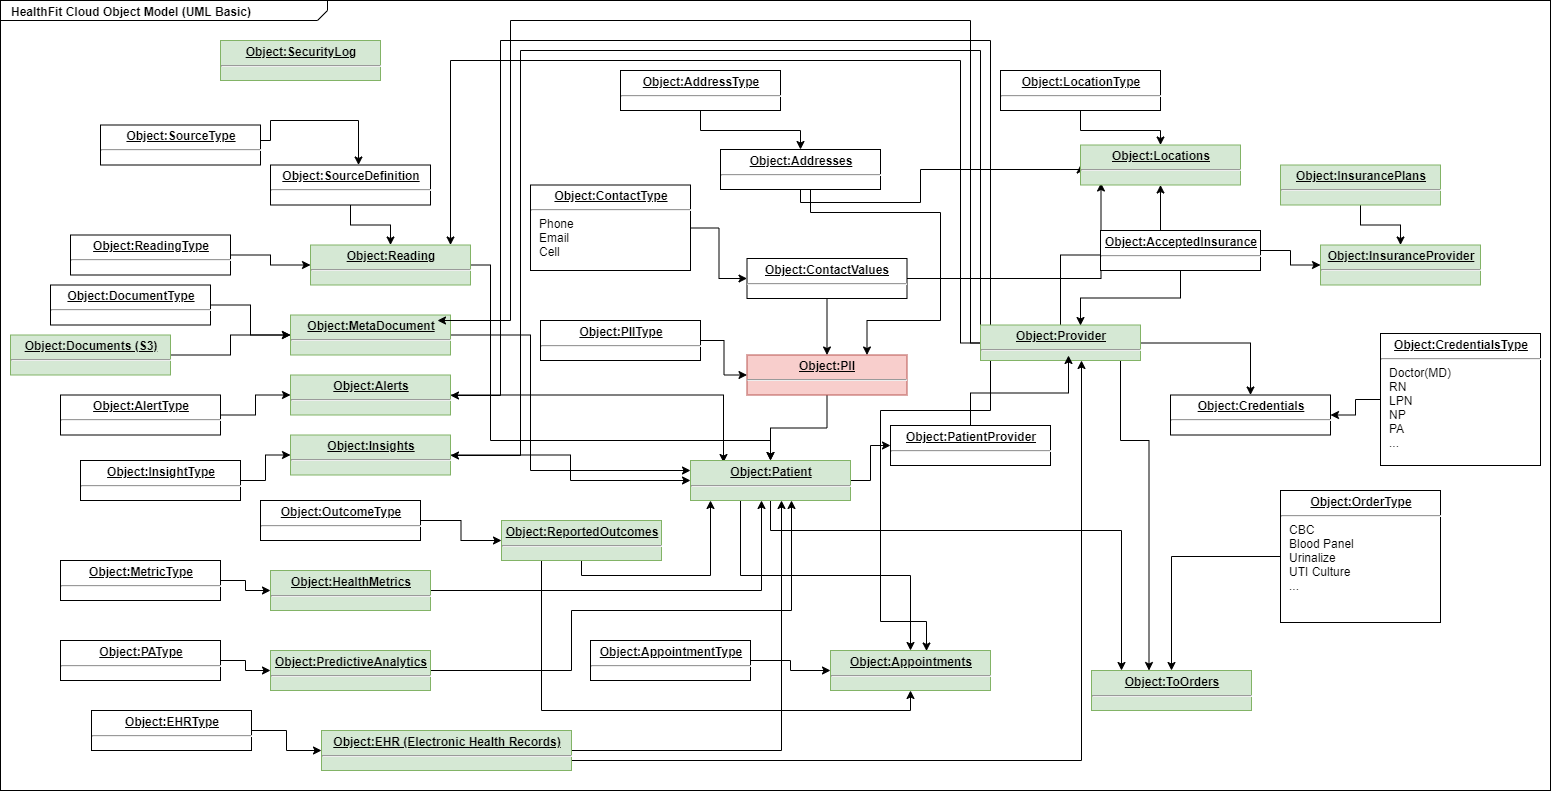 HealthFit Cloud Object Model (UML Basic)
Object:SecurityLog
Object:AddressType
Object:LocationType
Object:SourceType
Object:Addresses
Object:Locations
Object:SourceDefinition
Object:InsurancePlans
Object:ContactType
Phone
Email
Cell
Object:ReadingType
Object:Reading
Object:AcceptedInsurance
Object:InsuranceProvider
Object:ContactValues
Object:DocumentType
Object:MetaDocument
Object:PIIType
Object:Provider
Object:Documents (S3)
Object:CredentialsType
Doctor(MD)
RN
LPN
NP
PA
...
Object:PII
Object:Alerts
Object:AlertType
Object:Credentials
Object:Insights
Object:PatientProvider
Object:InsightType
Object:Patient
Object:OutcomeType
Object:OrderType
CBC
Blood Panel
Urinalize
UTI Culture
...
Object:ReportedOutcomes
Object:MetricType
Object:HealthMetrics
Object:PAType
Object:PredictiveAnalytics
Object:AppointmentType
Object:Appointments
Object:ToOrders
Object:EHRType
Object:EHR (Electronic Health Records)